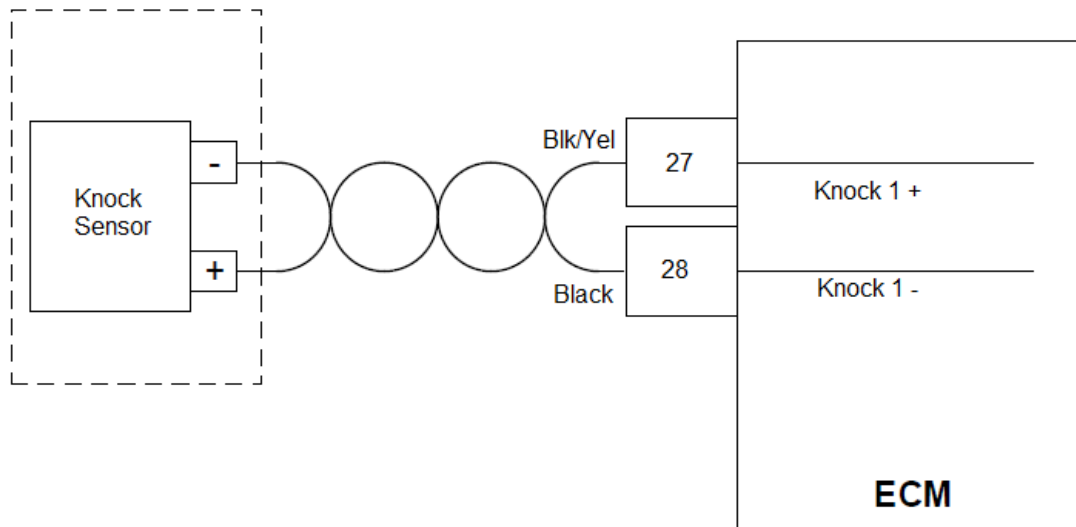 Knock
Sensor
-
+
Blk/Yel
Black
27
28
Knock 1 +
Knock 1 -
ECM